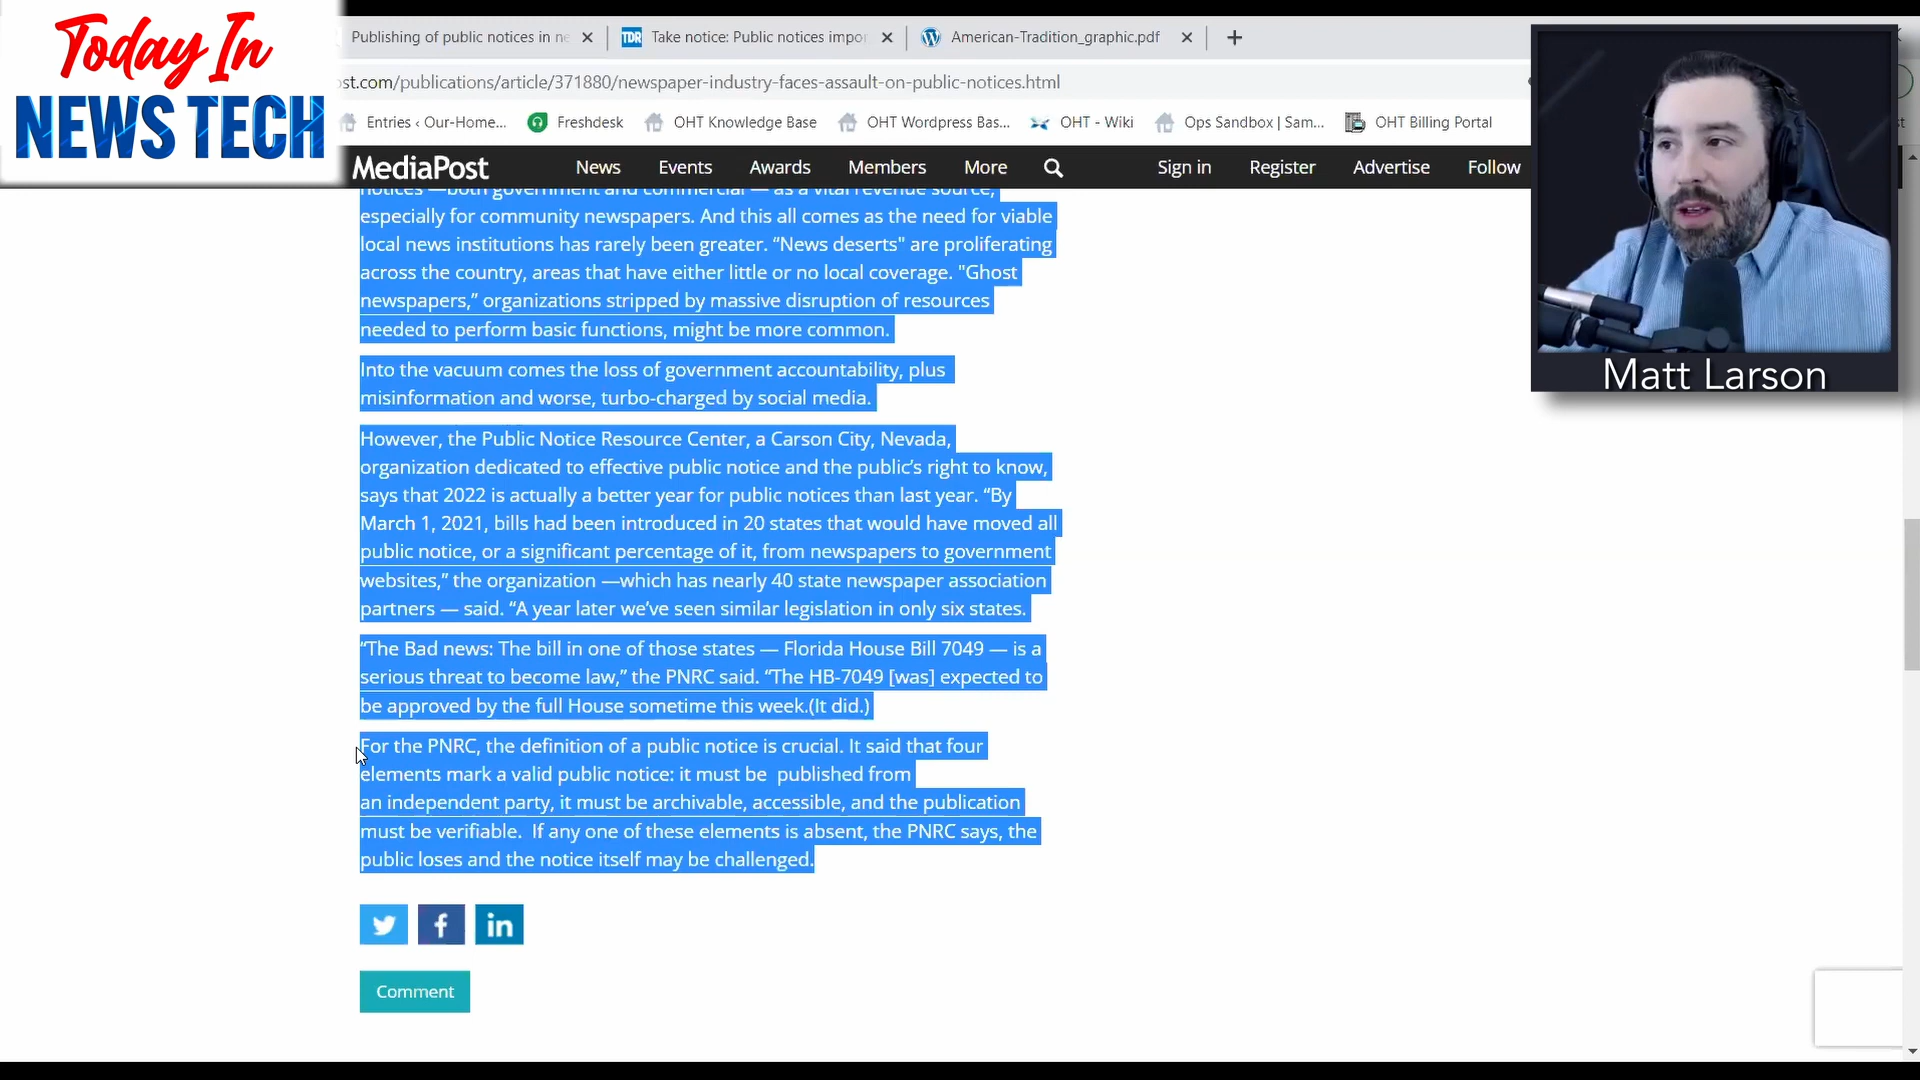 Today In
NEWS TECH
Publishing of public notices in ne
TDR Take notice: Public notices impor
American-Tradition_graphic.pdf
st.com/publications/article/371880/newspaper-industry-faces-assault-on-public-notices.html
Entries ‹ Our-Home... Freshdesk OHT Knowledge Base OHT Wordpress Bas... OHT - Wiki Ops Sandbox | Sam... OHT Billing Portal
MediaPost News Events Awards Members More Sign in Register Advertise Follow
notices —both government and commercial — as a vital revenue source,
especially for community newspapers. And this all comes as the need for viable
local news institutions has rarely been greater. “News deserts" are proliferating
across the country, areas that have either little or no local coverage. "Ghost
newspapers,” organizations stripped by massive disruption of resources
needed to perform basic functions, might be more common.
Into the vacuum comes the loss of government accountability, plus
misinformation and worse, turbo-charged by social media.
However, the Public Notice Resource Center, a Carson City, Nevada,
organization dedicated to effective public notice and the public’s right to know,
says that 2022 is actually a better year for public notices than last year. “By
March 1, 2021, bills had been introduced in 20 states that would have moved all
public notice, or a significant percentage of it, from newspapers to government
websites,” the organization —which has nearly 40 state newspaper association
partners — said. “A year later we’ve seen similar legislation in only six states.
“The Bad news: The bill in one of those states — Florida House Bill 7049 — is a
serious threat to become law,” the PNRC said. “The HB-7049 [was] expected to
be approved by the full House sometime this week.(It did.)
For the PNRC, the definition of a public notice is crucial. It said that four
elements mark a valid public notice: it must be  published from
an independent party, it must be archivable, accessible, and the publication
must be verifiable.  If any one of these elements is absent, the PNRC says, the
public loses and the notice itself may be challenged.
Comment
Matt Larson